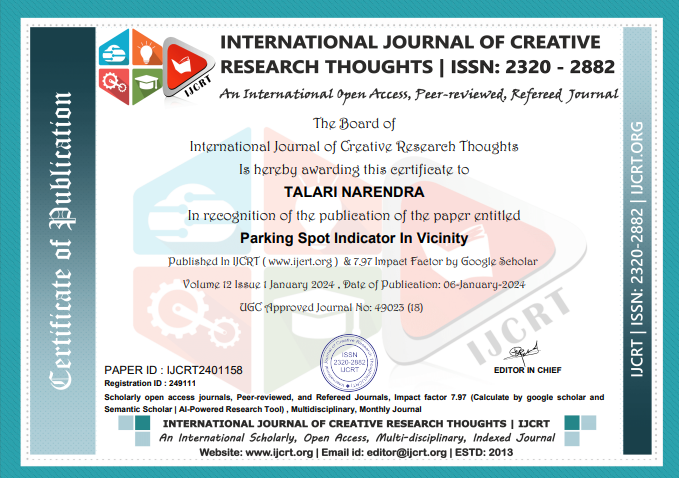 INTERNATIONAL JOURNAL OF CREATIVE
RESEARCH THOUGHTS | ISSN: 2320 - 2882
An International Open Access, Peer-reviewed, Refereed Journal
IJCRT
The Board of
International Journal of Creative Research Thoughts
Is hereby awarding this certificate to
TALARI NARENDRA
In recognition of the publication of the paper entitled
Parking Spot Indicator In Vicinity
Published In IJCRT ( www.ijcrt.org ) & 7.97 Impact Factor by Google Scholar
Volume 12 Issue 1 January 2024 , Date of Publication: 06-January-2024
UGC Approved Journal No: 49023 (18)
IJCRT
Certificate of Publication
IJCRT | ISSN: 2320-2882 | IJCRT.ORG
ISSN
2320-2882
IJCRT
PAPER ID : IJCRT2401158
Registration ID : 249111
EDITOR IN CHIEF
Scholarly open access journals, Peer-reviewed, and Refereed Journals, Impact factor 7.97 (Calculate by google scholar and
Semantic Scholar | AI-Powered Research Tool) , Multidisciplinary, Monthly Journal
INTERNATIONAL JOURNAL OF CREATIVE RESEARCH THOUGHTS | IJCRT
An International Scholarly, Open Access, Multi-disciplinary, Indexed Journal
Website: www.ijcrt.org | Email id: editor@ijcrt.org | ESTD: 2013